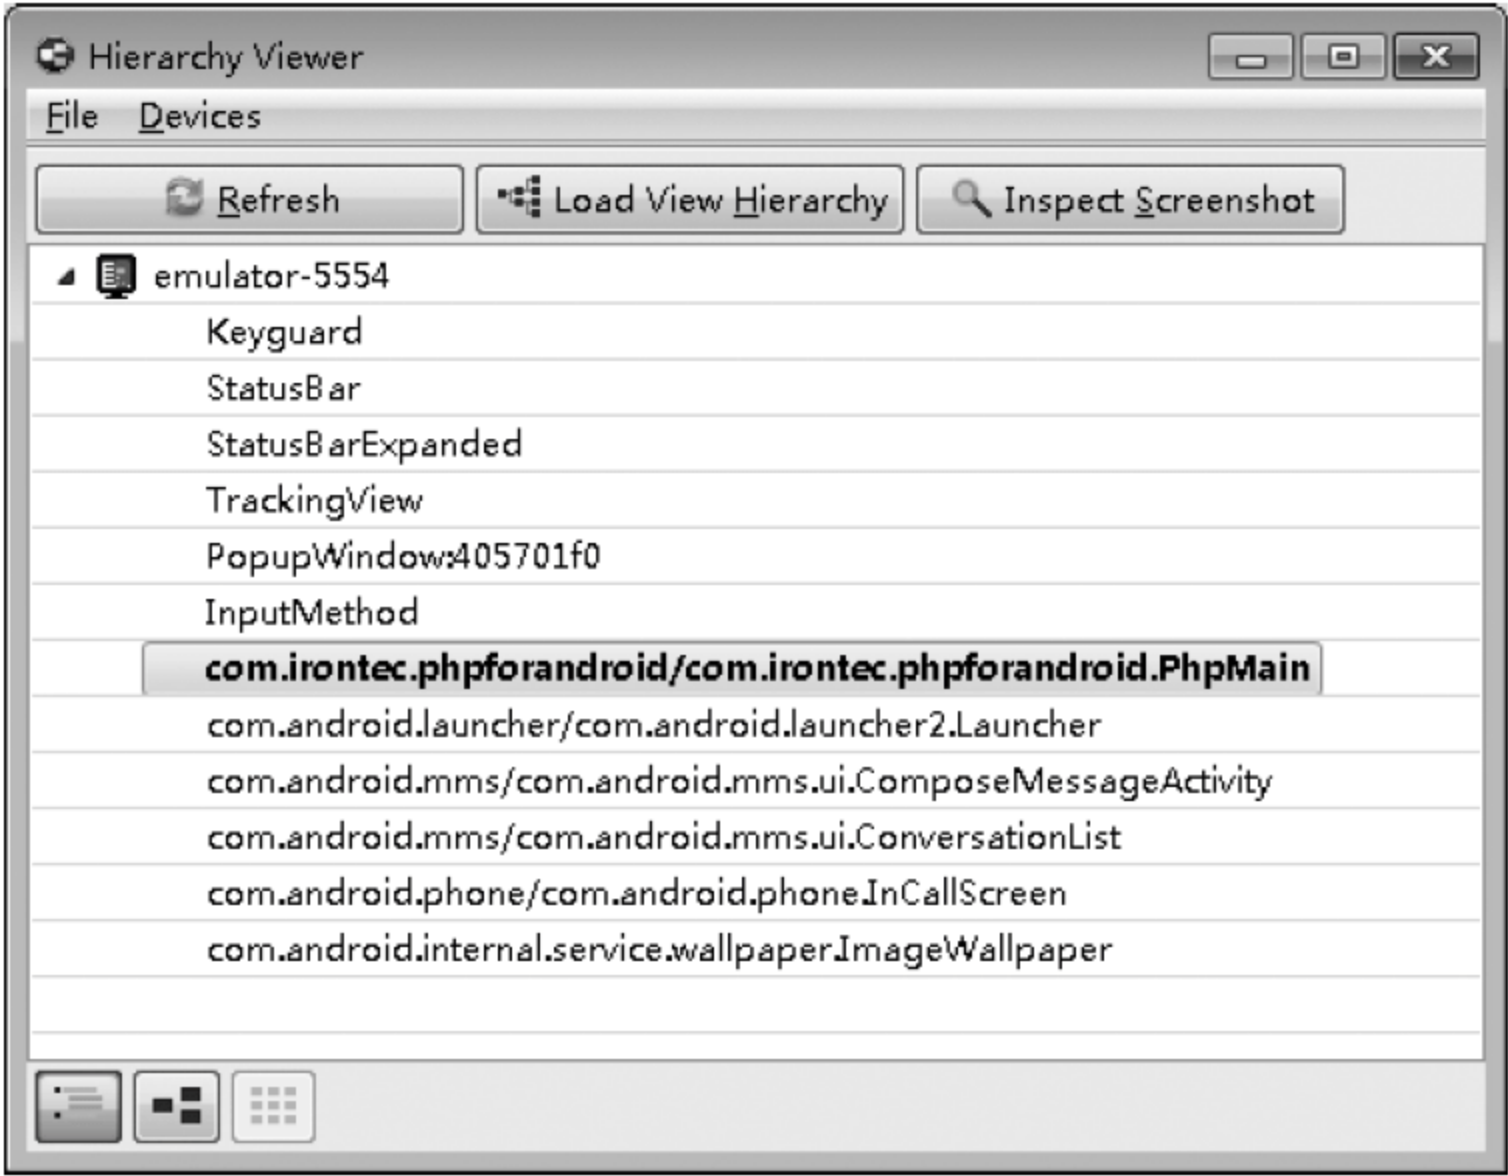 Hierarchy Viewer
File Devices
Refresh Load View Hierarchy Inspect Screenshot
emulator-5554
Keyguard
StatusBar
StatusBarExpanded
TrackingView
PopupWindow:405701f0
InputMethod
com.irontec.phpforandroid/com.irontec.phpforandroid.PhpMain
com.android.launcher/com.android.launcher2.Launcher
com.android.mms/com.android.mms.ui.ComposeMessageActivity
com.android.mms/com.android.mms.ui.ConversationList
com.android.phone/com.android.phone.InCallScreen
com.android.internal.service.wallpaper.ImageWallpaper